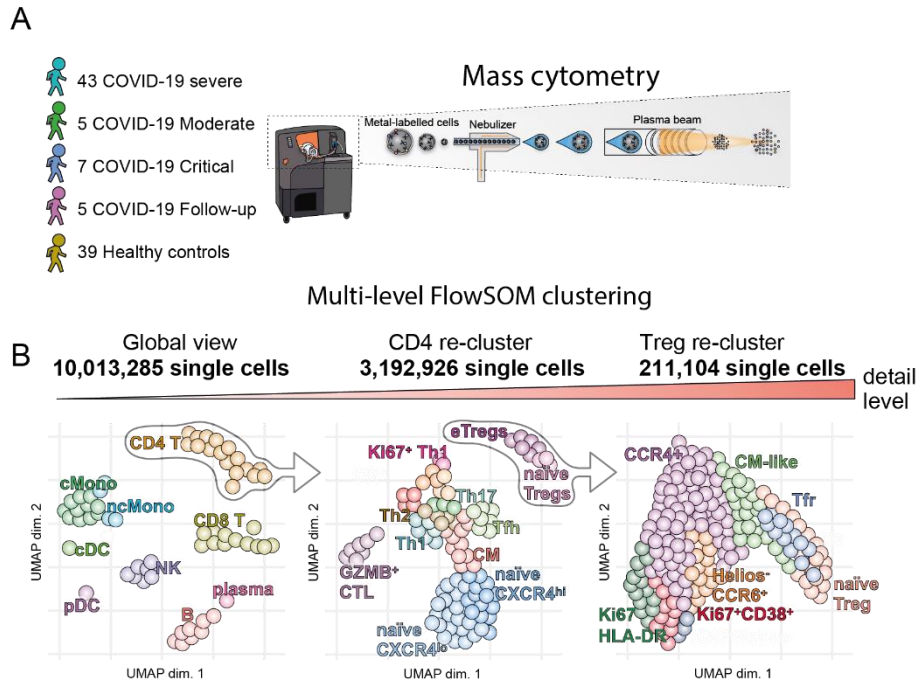 A
43 COVID-19 severe
5 COVID-19 Moderate
7 COVID-19 Critical
5 COVID-19 Follow-up
39 Healthy controls
Mass cytometry
Metal-labelled cells
Nebulizer
Plasma beam
Multi-level FlowSOM clustering
B
Global view
10,013,285 single cells
CD4 re-cluster
3,192,926 single cells
Treg re-cluster
211,104 single cells
detail
level
UMAP dim. 2
CD4 T
cMono
ncMono
cDC
CD8 T
NK
pDC
plasma
B
UMAP dim. 1
UMAP dim. 2
eTregs
naïve
Tregs
Ki67⁺ Th1
Th17
Th2
Tfh
Th1
CM
GZMB⁺
CTL
naïve
CXCR4ʰⁱ
naïve
CXCR4ˡᵒ
UMAP dim. 1
UMAP dim. 2
CCR4⁺
CM-like
Tfr
Helios⁻
CCR6⁺
naïve
Treg
Ki67
HLA-DR
Ki67⁺CD38⁺
UMAP dim. 1